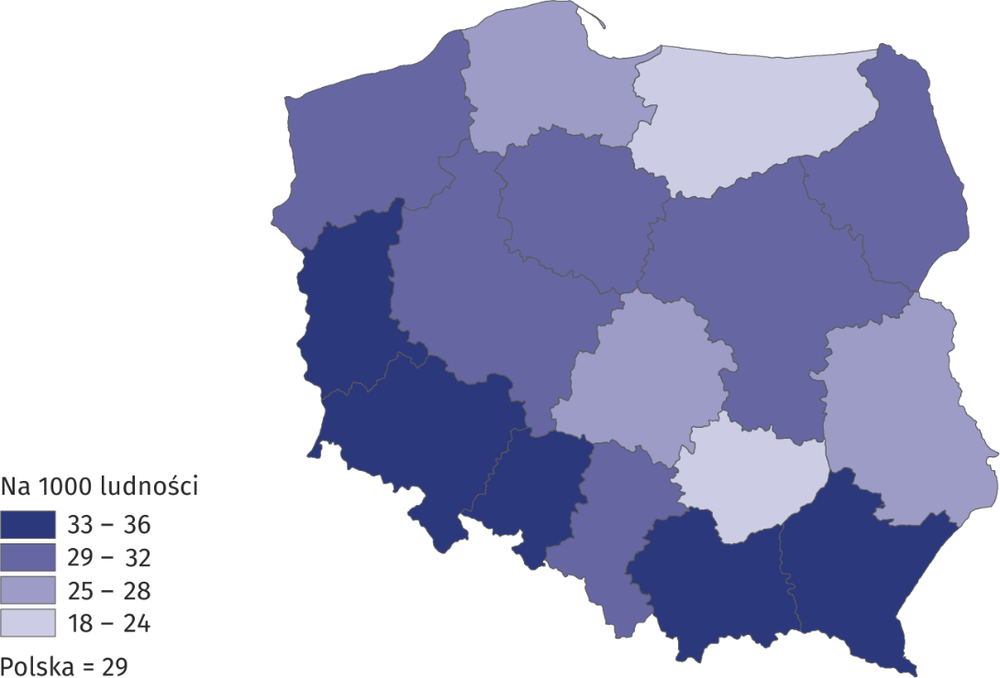 Na 1000 ludności
33 – 36
29 – 32
25 – 28
18 – 24
Polska = 29